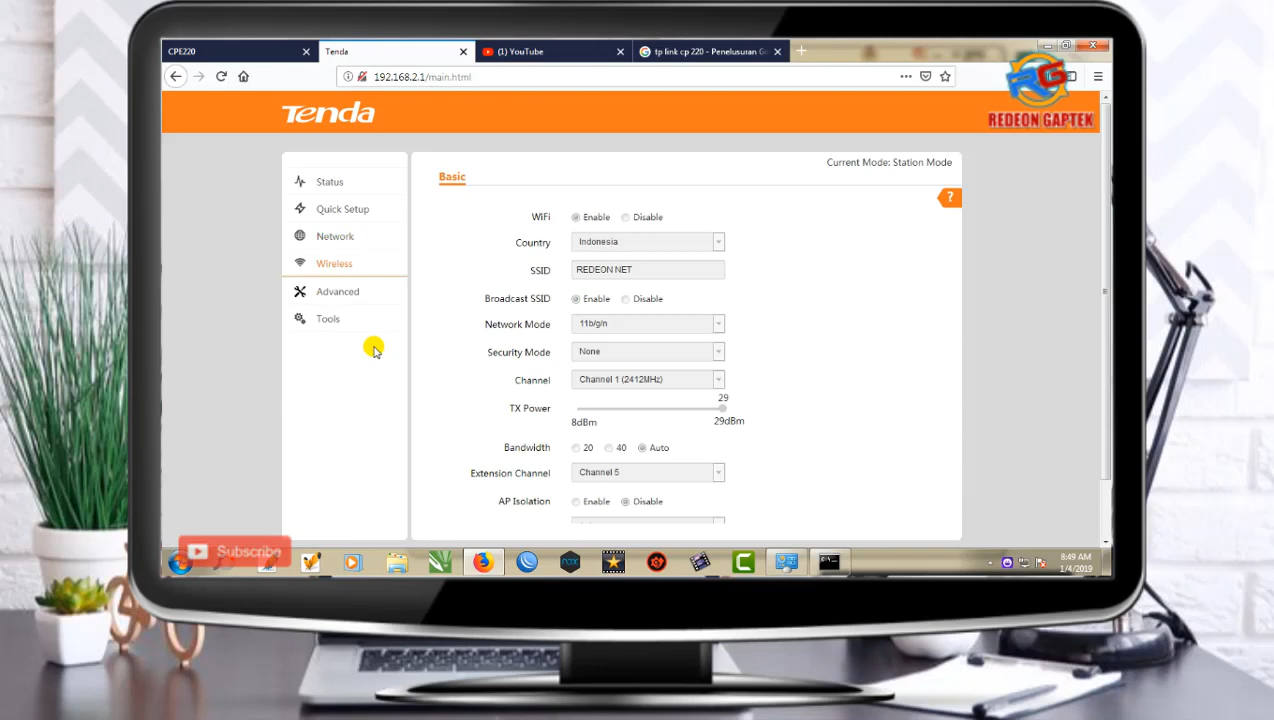 CPE220
Tenda
(1) YouTube
tp link cp 220 - Penelusuran Go
192.168.2.1/main.html
RG
REDEON GAPTEK
Tenda
Current Mode: Station Mode
Status
Quick Setup
Network
Wireless
Advanced
Tools
Basic
?
WiFi Enable Disable
Country Indonesia
SSID REDEON NET
Broadcast SSID Enable Disable
Network Mode 11b/g/n
Security Mode None
Channel Channel 1 (2412MHz)
29
TX Power
8dBm 29dBm
Bandwidth 20 40 Auto
Extension Channel Channel 5
AP Isolation Enable Disable
Subscribe
nox
8:49 AM
1/4/2019